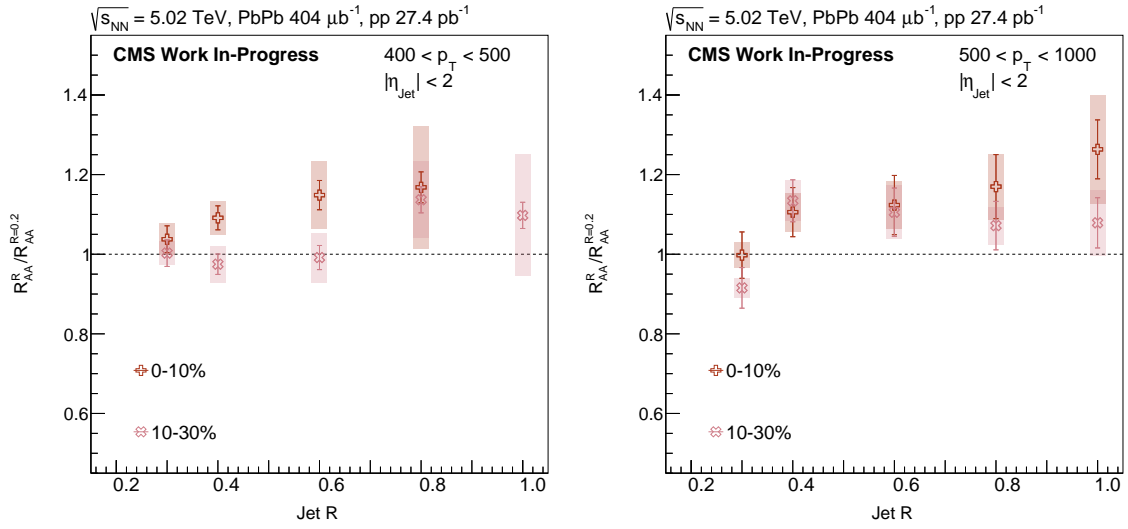 √s_NN = 5.02 TeV, PbPb 404 μb⁻¹, pp 27.4 pb⁻¹
CMS Work In-Progress
400 < p_T < 500
|η_Jet| < 2
1.4
1.2
1
0.8
0.6
R_AA^R/R_AA^R=0.2
0-10%
10-30%
0.2 0.4 0.6 0.8 1.0
Jet R
√s_NN = 5.02 TeV, PbPb 404 μb⁻¹, pp 27.4 pb⁻¹
CMS Work In-Progress
500 < p_T < 1000
|η_Jet| < 2
1.4
1.2
1
0.8
0.6
R_AA^R/R_AA^R=0.2
0-10%
10-30%
0.2 0.4 0.6 0.8 1.0
Jet R